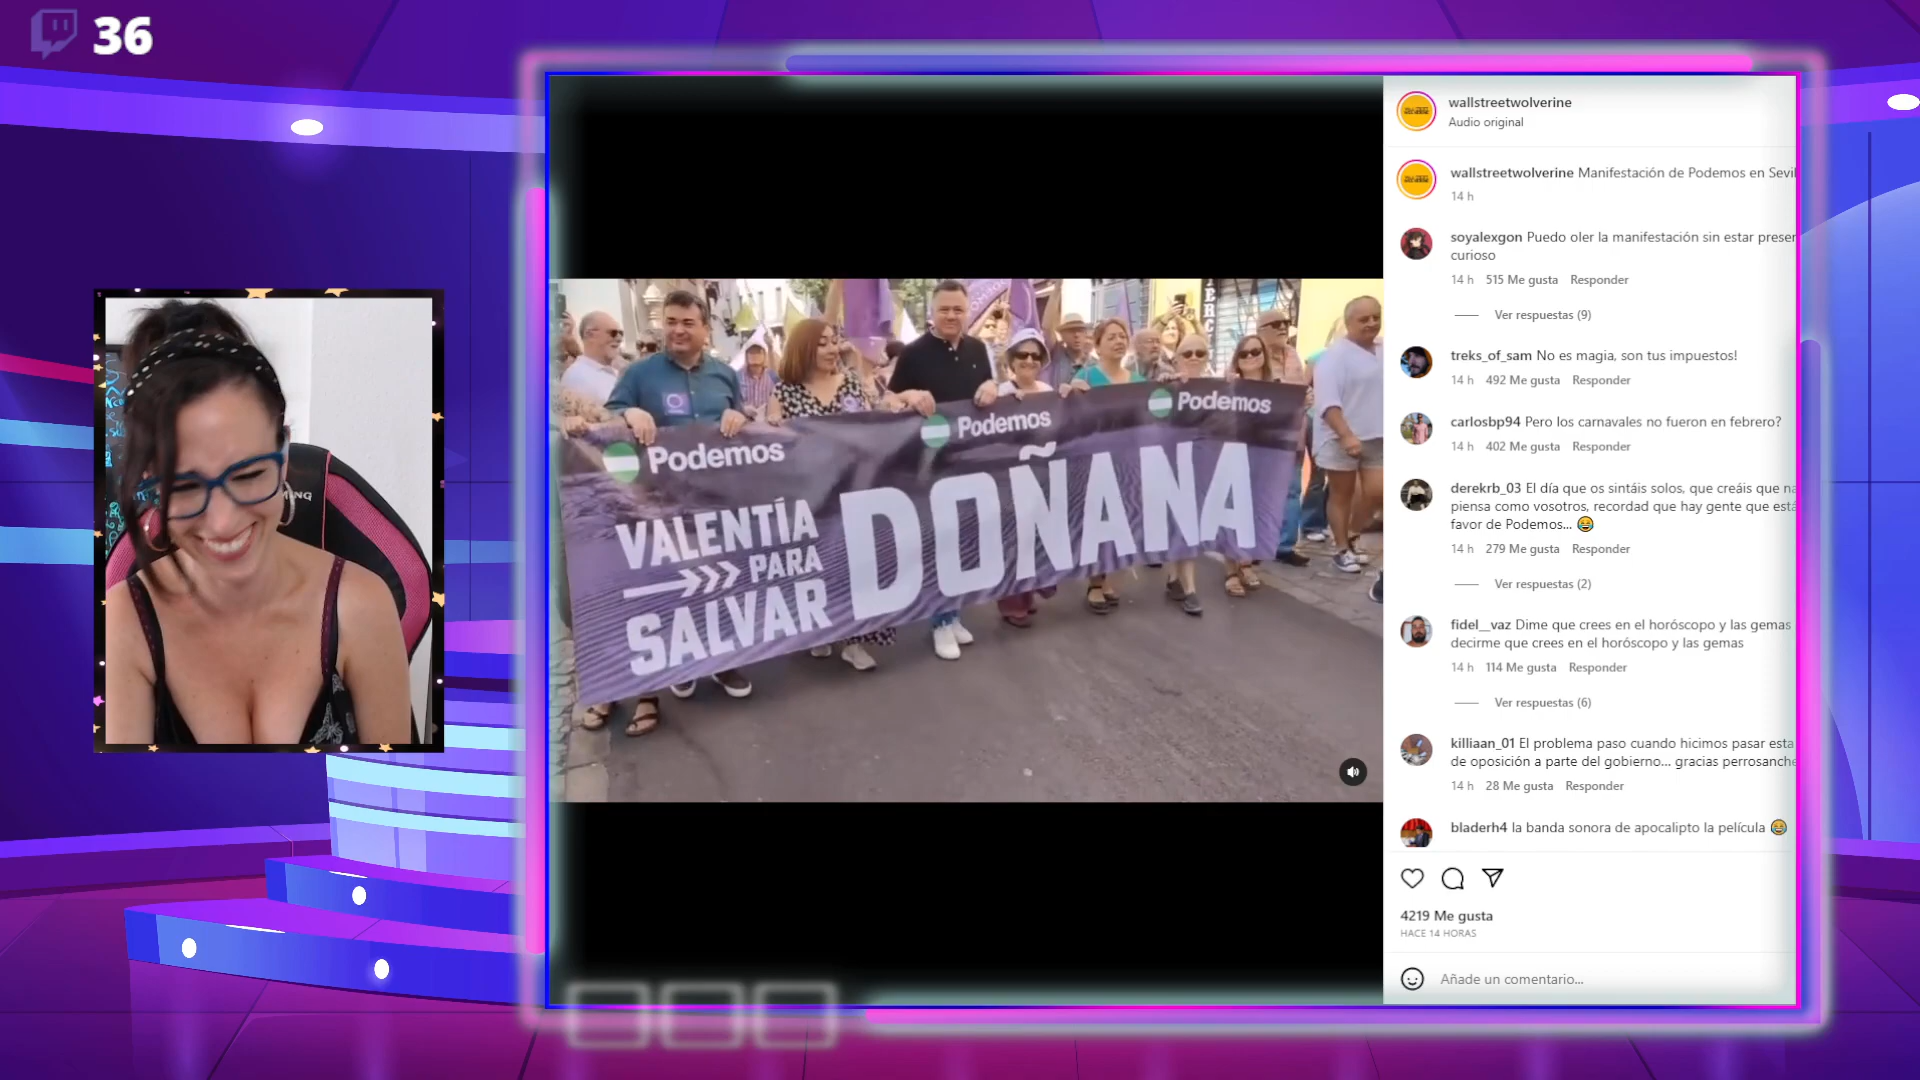 36
MING
Podemos
Podemos
Podemos
VALENTÍA
PARA
SALVAR
DOÑANA
wallstreetwolverine
Audio original
wallstreetwolverine Manifestación de Podemos en
14 h
soyalexgon Puedo oler la manifestación sin estar
curioso
14 h 515 Me gusta Responder
Ver respuestas (9)
treks_of_sam No es magia, son tus impuestos!
14 h 492 Me gusta Responder
carlosbp94 Pero los carnavales no fueron en febrero?
14 h 402 Me gusta Responder
derekrb_03 El día que os sintáis solos, que creáis que
piensa como vosotros, recordad que hay gente que
favor de Podemos... 😂
14 h 279 Me gusta Responder
Ver respuestas (2)
fidel__vaz Dime que crees en el horóscopo y las gemas
decirme que crees en el horóscopo y las gemas
14 h 114 Me gusta Responder
Ver respuestas (6)
killiaan_01 El problema paso cuando hicimos pasar esta
de oposición a parte del gobierno... gracias perrosanche
14 h 28 Me gusta Responder
bladerh4 la banda sonora de apocalipto la película 😂
4219 Me gusta
HACE 14 HORAS
Añade un comentario...